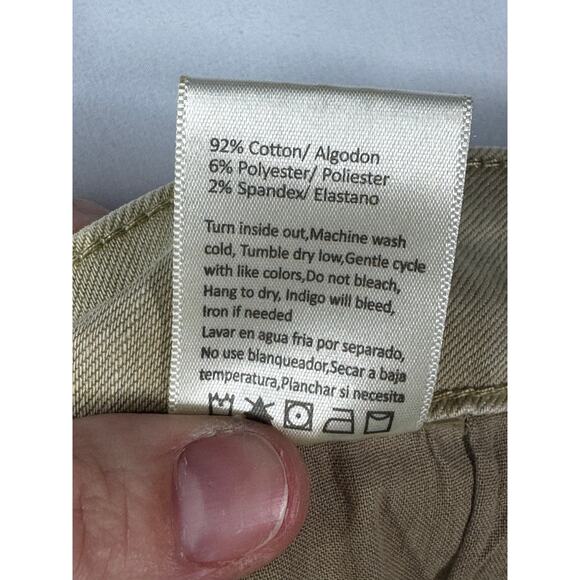 92% Cotton/ Algodon
6% Polyester/ Poliester
2% Spandex/ Elastano
Turn inside out,Machine wash
cold, Tumble dry low,Gentle cycle
with like colors,Do not bleach,
Hang to dry, Indigo will bleed,
Iron if needed
Lavar en agua fria por separado,
No use blanqueador,Secar a baja
temperatura,Planchar si necesita